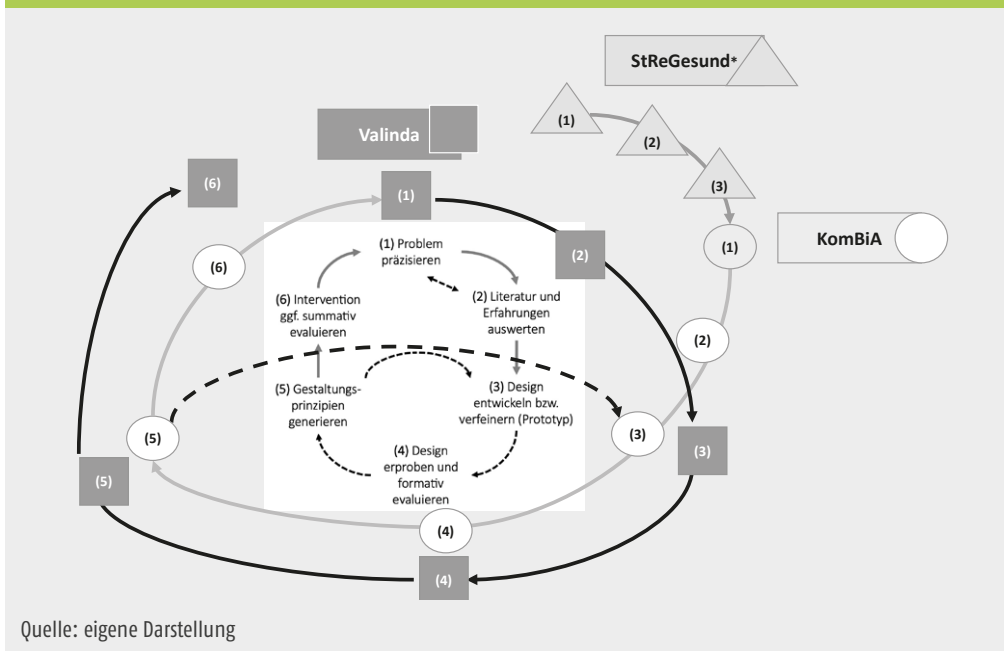 StReGesund*
(1)
(2)
(3)
Valinda
(6)
(1)
(2)
(3)
(4)
(5)
KomBiA
(1)
(2)
(3)
(4)
(5)
(6)
(1) Problem
präzisieren
(2) Literatur und
Erfahrungen
auswerten
(3) Design
entwickeln bzw.
verfeinern (Prototyp)
(4) Design
erproben und
formativ
evaluieren
(5) Gestaltungs-
prinzipien
generieren
(6) Intervention
ggf. summativ
evaluieren
Quelle: eigene Darstellung